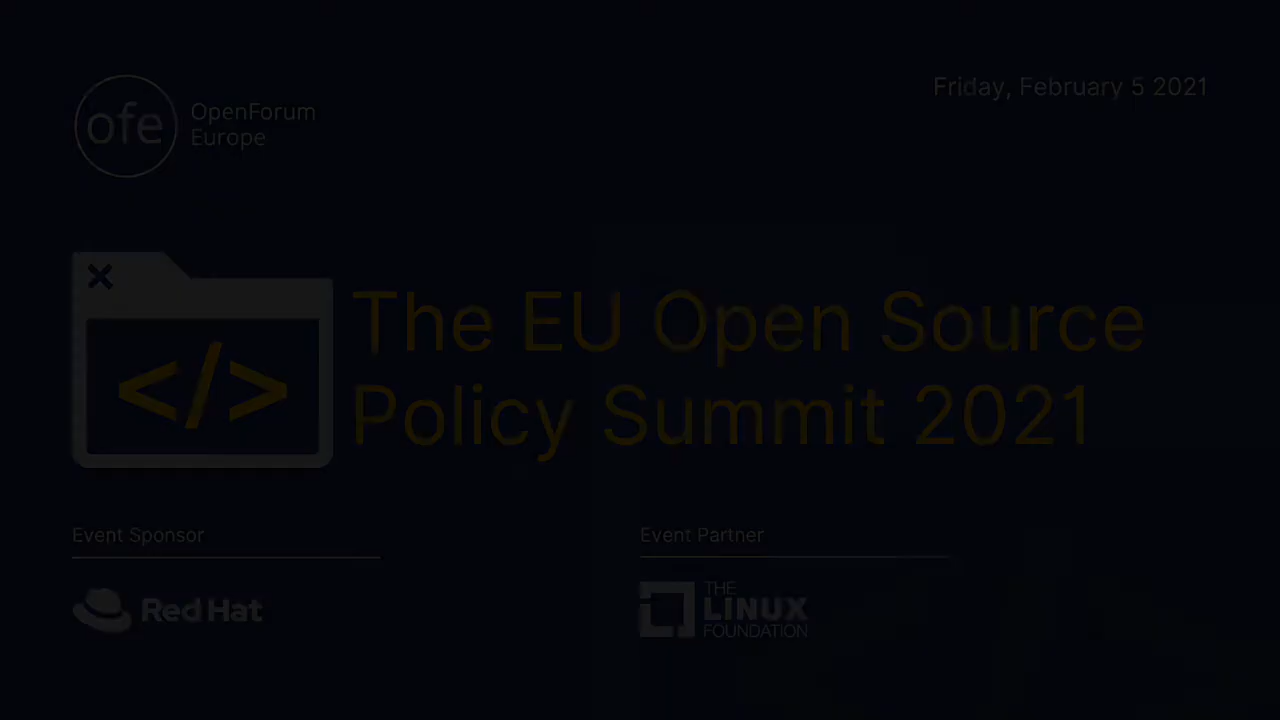 Friday, February 5 2021
ofe
OpenForum
Europe
</>
The EU Open Source
Policy Summit 2021
Event Sponsor
Event Partner
Red Hat
THE
LINUX
FOUNDATION